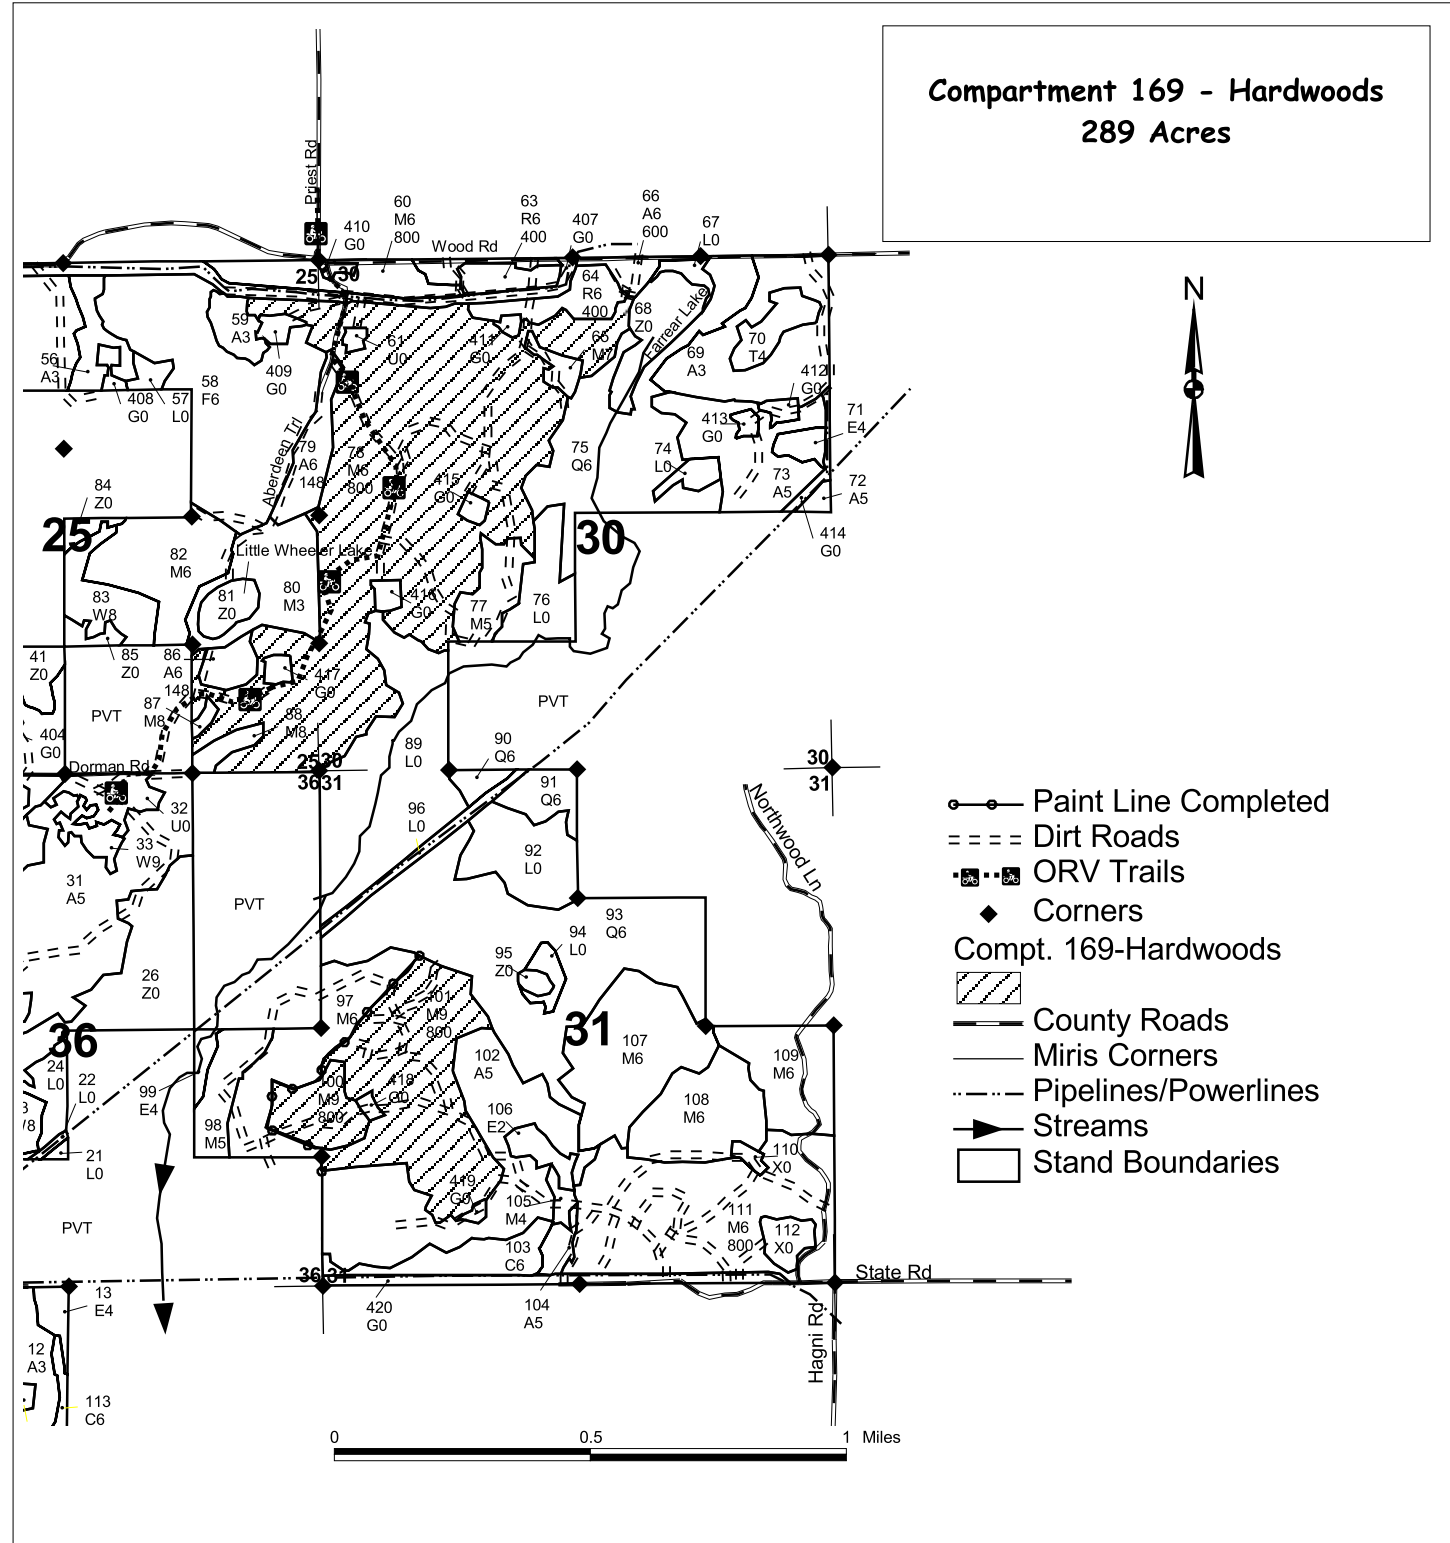 Compartment 169 - Hardwoods
289 Acres
Priest Rd
410
G0
60
M6
800
Wood Rd
63
R6
400
407
G0
66
A6
600
67
L0
25
30
64
R6
400
59
A3
409
G0
61
U0
411
G0
65
M7
68
Z0
Farrear Lake
69
A3
70
T4
412
G0
N
56
A3
408
G0
57
L0
58
F6
Aberdeen Trl
79
A6
148
78
M6
800
415
G0
75
Q6
74
L0
413
G0
71
E4
73
A5
72
A5
414
G0
84
Z0
25
82
M6
Little Wheeler Lake
30
83
W8
81
Z0
80
M3
416
G0
77
M5
76
L0
41
Z0
85
Z0
86
A6
148
417
G0
PVT
87
M8
88
M8
PVT
404
G0
Dorman Rd
25
30
36
31
89
L0
90
Q6
91
Q6
30
31
Northwood Ln
32
U0
33
W9
31
A5
96
L0
92
L0
PVT
93
Q6
94
L0
95
Z0
26
Z0
97
M6
101
M9
800
36
31
107
M6
109
M6
102
A5
24
L0
22
L0
99
E4
100
M9
800
418
G0
108
M6
106
E2
98
M5
21
L0
110
X0
419
G0
105
M4
111
M6
800
112
X0
PVT
103
C6
36
31
State Rd
13
E4
420
G0
104
A5
Hagni Rd
12
A3
113
C6
Paint Line Completed
Dirt Roads
ORV Trails
Corners
Compt. 169-Hardwoods
County Roads
Miris Corners
Pipelines/Powerlines
Streams
Stand Boundaries
0
0.5
1 Miles